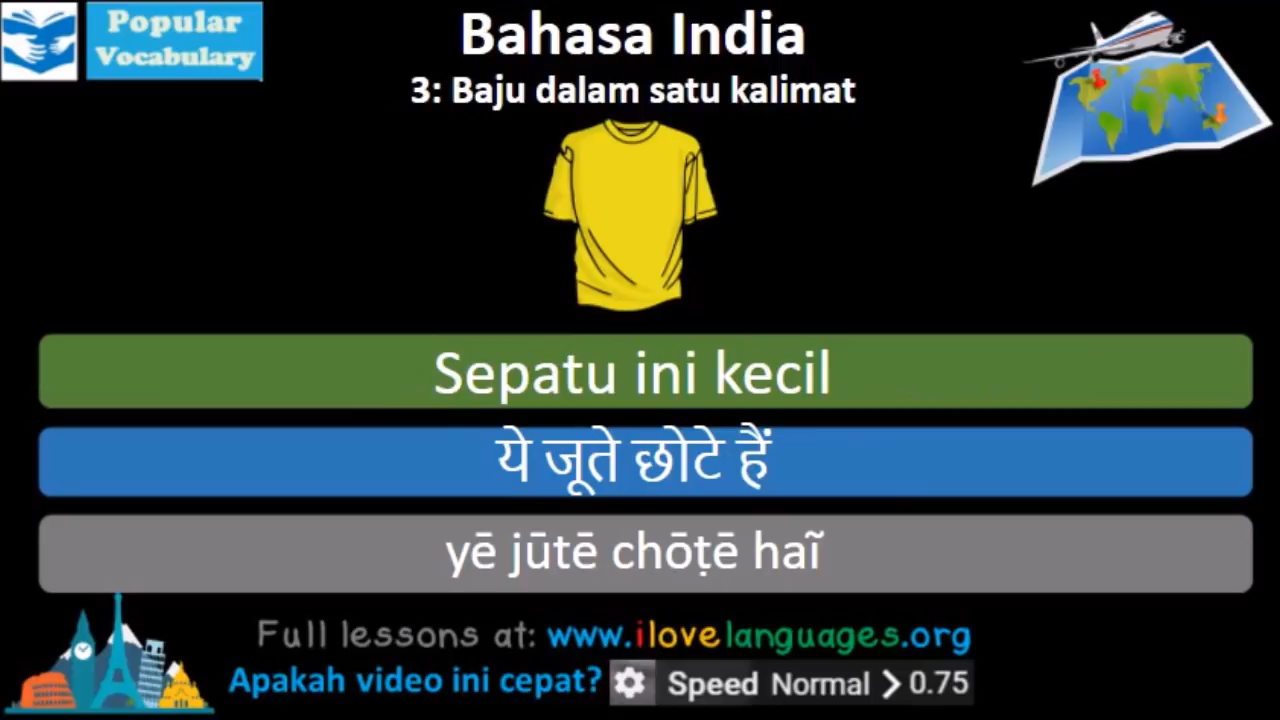 Popular
Vocabulary
Bahasa India
3: Baju dalam satu kalimat
Sepatu ini kecil
ये जूते छोटे हैं
yē jūtē chōṭē haĩ
Full lessons at: www.ilovelanguages.org
Apakah video ini cepat? Speed Normal > 0.75